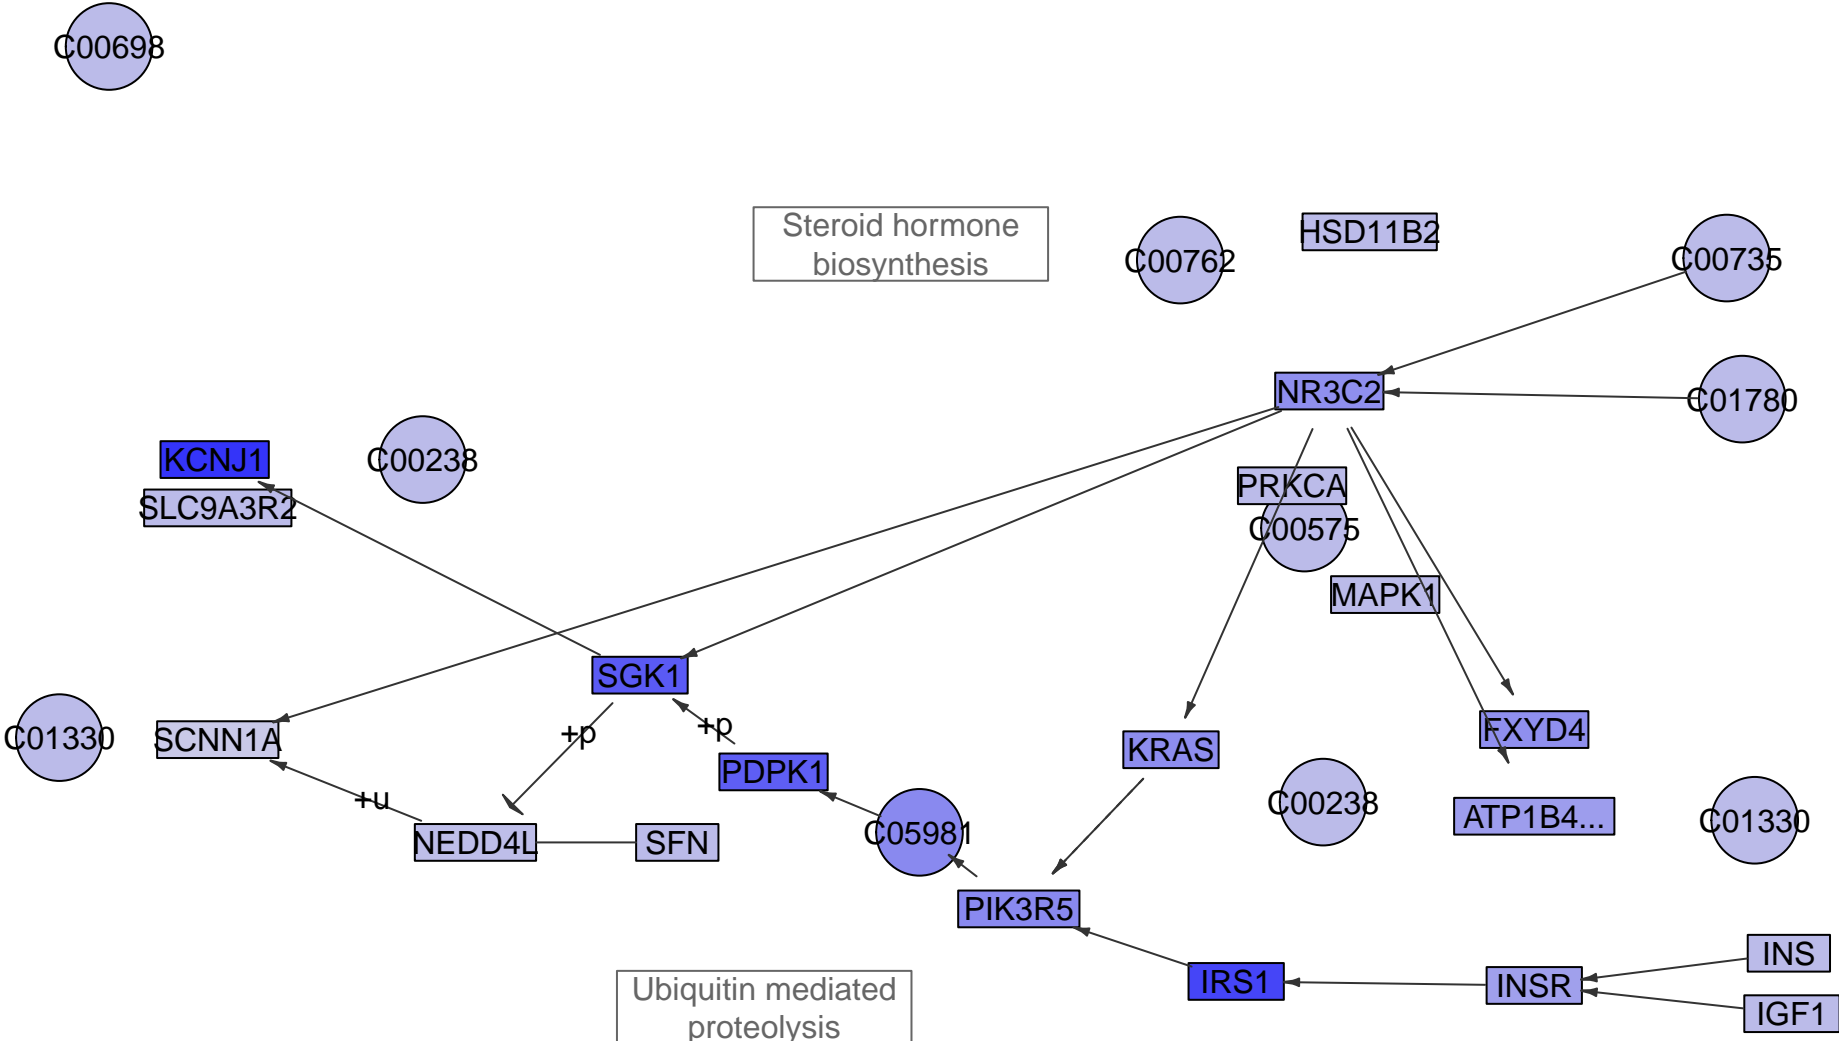 C00698
Steroid hormone
biosynthesis
C00762
HSD11B2
C00735
NR3C2
C01780
KCNJ1
C00238
SLC9A3R2
PRKCA
C00575
MAPK1
SGK1
C01330
SCNN1A
+p
+p
KRAS
FXYD4
PDPK1
+u
C00238
ATP1B4...
C01330
NEDD4L
SFN
C05981
PIK3R5
INS
Ubiquitin mediated
proteolysis
IRS1
INSR
IGF1